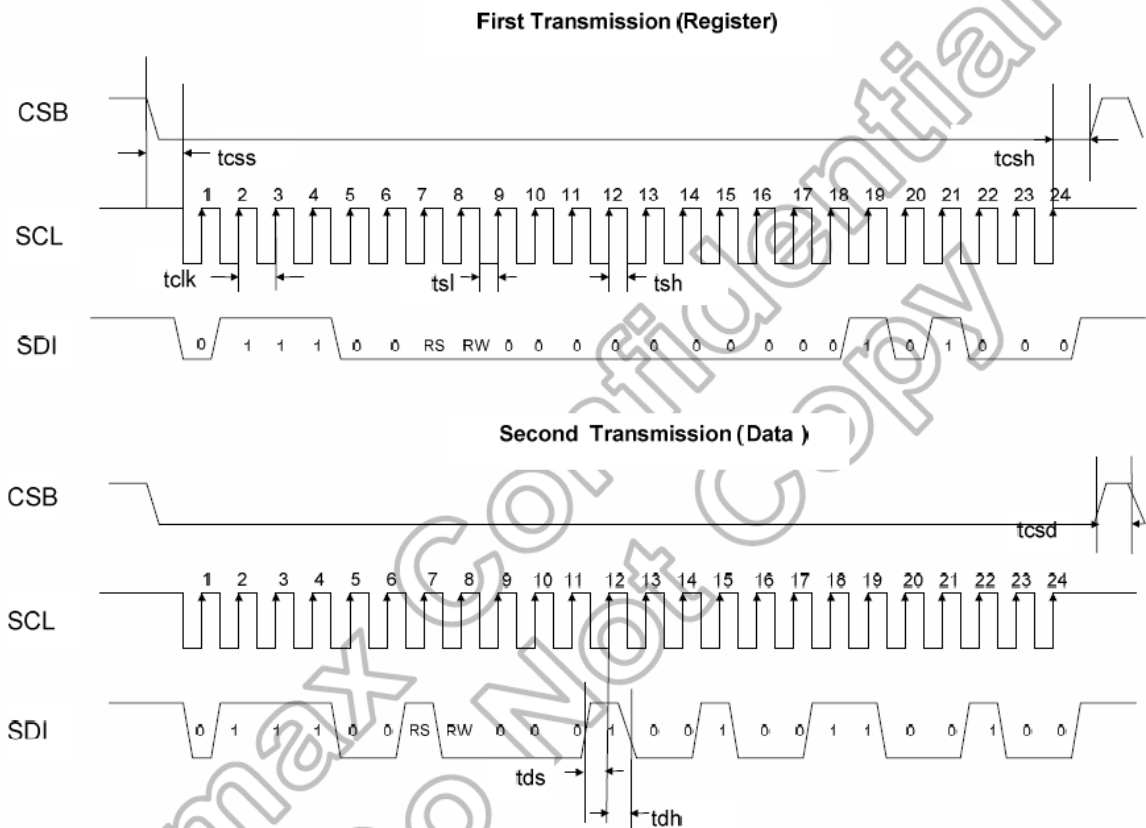 First Transmission (Register)
CSB
tcss
tcsh
1 2 3 4 5 6 7 8 9 10 11 12 13 14 15 16 17 18 19 20 21 22 23 24
SCL
tclk
tsl
tsh
SDI
0 1 1 1 0 0 RS RW 0 0 0 0 0 0 0 0 0 0 1 0 1 0 0 0
Second Transmission (Data )
CSB
tcsd
1 2 3 4 5 6 7 8 9 10 11 12 13 14 15 16 17 18 19 20 21 22 23 24
SCL
SDI
0 1 1 1 0 0 RS RW 0 0 0 1 0 0 1 0 0 1 1 0 0 1 0 0
tds
tdh
max Confidential
Do Not Copy